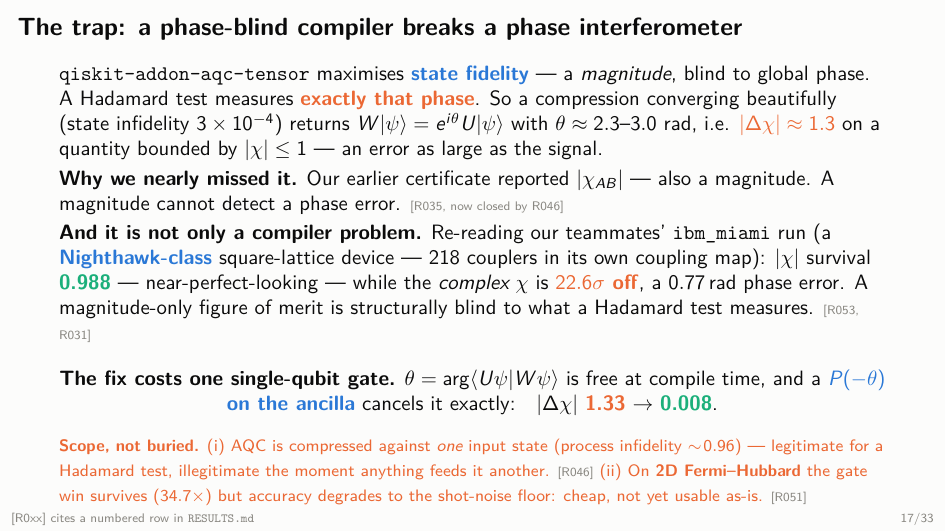 The trap: a phase-blind compiler breaks a phase interferometer
qiskit-addon-aqc-tensor maximises state fidelity — a magnitude, blind to global phase.
A Hadamard test measures exactly that phase. So a compression converging beautifully
(state infidelity 3 × 10⁻⁴) returns W|ψ⟩ = e^{iθ}U|ψ⟩ with θ ≈ 2.3–3.0 rad, i.e. |Δχ| ≈ 1.3 on a
quantity bounded by |χ| ≤ 1 — an error as large as the signal.
Why we nearly missed it. Our earlier certificate reported |χ_{AB}| — also a magnitude. A
magnitude cannot detect a phase error. [R035, now closed by R046]
And it is not only a compiler problem. Re-reading our teammates' ibm_miami run (a
Nighthawk-class square-lattice device — 218 couplers in its own coupling map): |χ| survival
0.988 — near-perfect-looking — while the complex χ is 22.6σ off, a 0.77 rad phase error. A
magnitude-only figure of merit is structurally blind to what a Hadamard test measures. [R053,
R031]
The fix costs one single-qubit gate. θ = arg⟨Uψ|Wψ⟩ is free at compile time, and a P(−θ)
on the ancilla cancels it exactly: |Δχ| 1.33 → 0.008.
Scope, not buried. (i) AQC is compressed against one input state (process infidelity ∼0.96) — legitimate for a
Hadamard test, illegitimate the moment anything feeds it another. [R046] (ii) On 2D Fermi–Hubbard the gate
win survives (34.7×) but accuracy degrades to the shot-noise floor: cheap, not yet usable as-is. [R051]
[R0xx] cites a numbered row in RESULTS.md
17/33